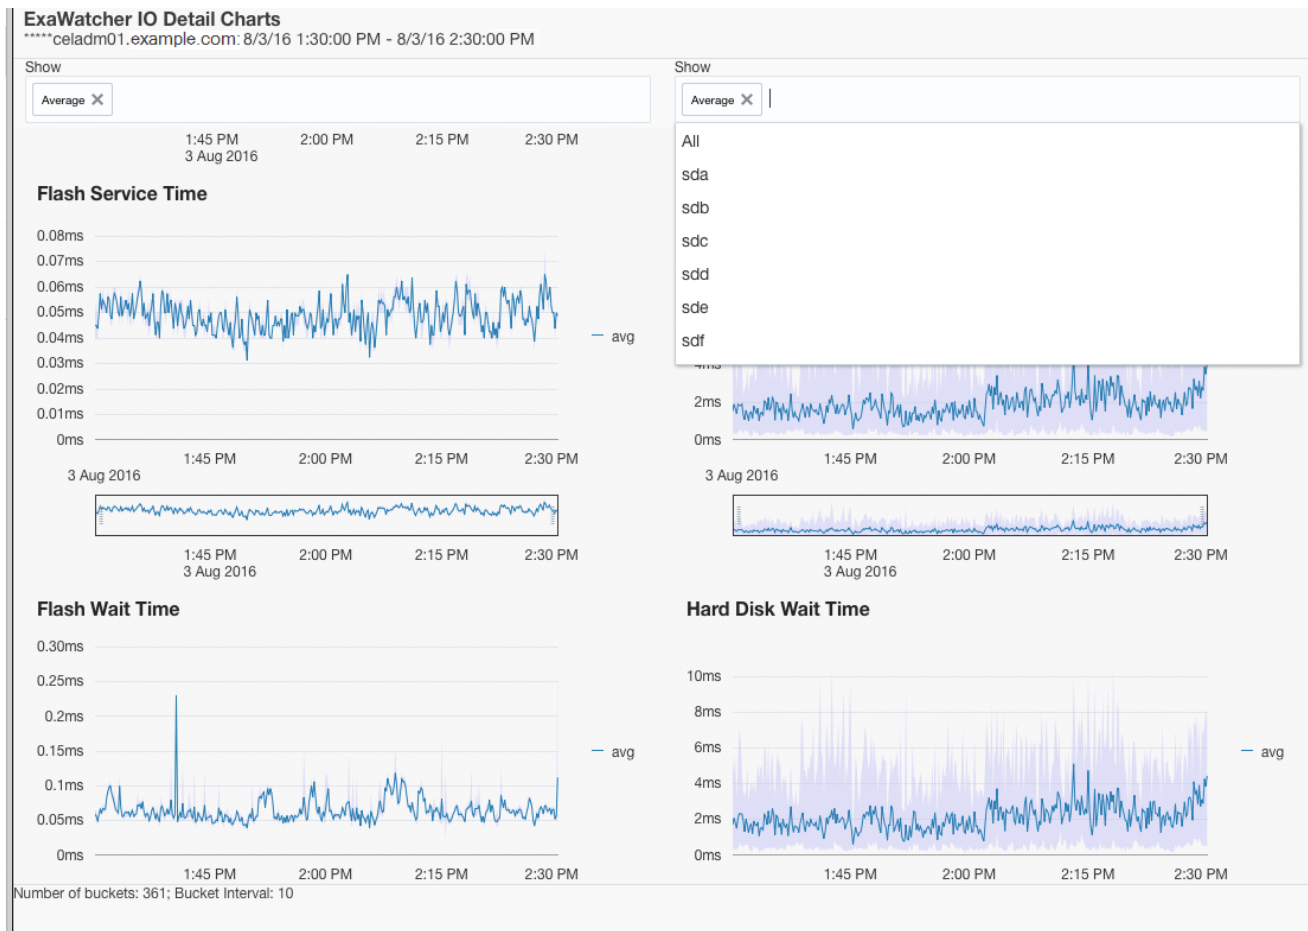 ExaWatcher IO Detail Charts
*****celadm01.example.com: 8/3/16 1:30:00 PM - 8/3/16 2:30:00 PM
Show
Average
1:45 PM 2:00 PM 2:15 PM 2:30 PM
3 Aug 2016
Flash Service Time
0.08ms
0.07ms
0.06ms
0.05ms
0.04ms
0.03ms
0.02ms
0.01ms
0ms
avg
1:45 PM 2:00 PM 2:15 PM 2:30 PM
3 Aug 2016
1:45 PM 2:00 PM 2:15 PM 2:30 PM
3 Aug 2016
Flash Wait Time
0.30ms
0.25ms
0.2ms
0.15ms
0.1ms
0.05ms
0ms
avg
1:45 PM 2:00 PM 2:15 PM 2:30 PM
Show
Average
All
sda
sdb
sdc
sdd
sde
sdf
4ms
2ms
0ms
1:45 PM 2:00 PM 2:15 PM 2:30 PM
3 Aug 2016
1:45 PM 2:00 PM 2:15 PM 2:30 PM
3 Aug 2016
Hard Disk Wait Time
10ms
8ms
6ms
4ms
2ms
0ms
avg
1:45 PM 2:00 PM 2:15 PM 2:30 PM
Number of buckets: 361; Bucket Interval: 10